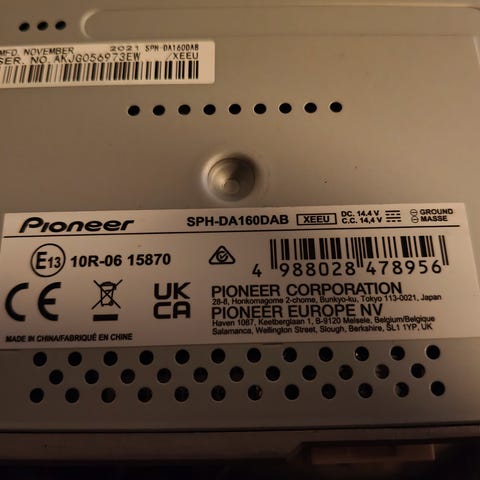 MFD. NOVEMBER 2021 SPH-DA160DAB
SER. NO. AKJG056973EW /XEEU
Pioneer SPH-DA160DAB XEEU DC. 14.4 V GROUND
C.C. 14,4 V MASSE
E13 10R-06 15870
4 988028 478956
CE UK CA
PIONEER CORPORATION
28-8, Honkomagome 2-chome, Bunkyo-ku, Tokyo 113-0021, Japan
PIONEER EUROPE NV
Haven 1087, Keetberglaan 1, B-9120 Melsele, Belgium/Belgique
Salamanca, Wellington Street, Slough, Berkshire, SL1 1YP, UK
MADE IN CHINA/FABRIQUÉ EN CHINE